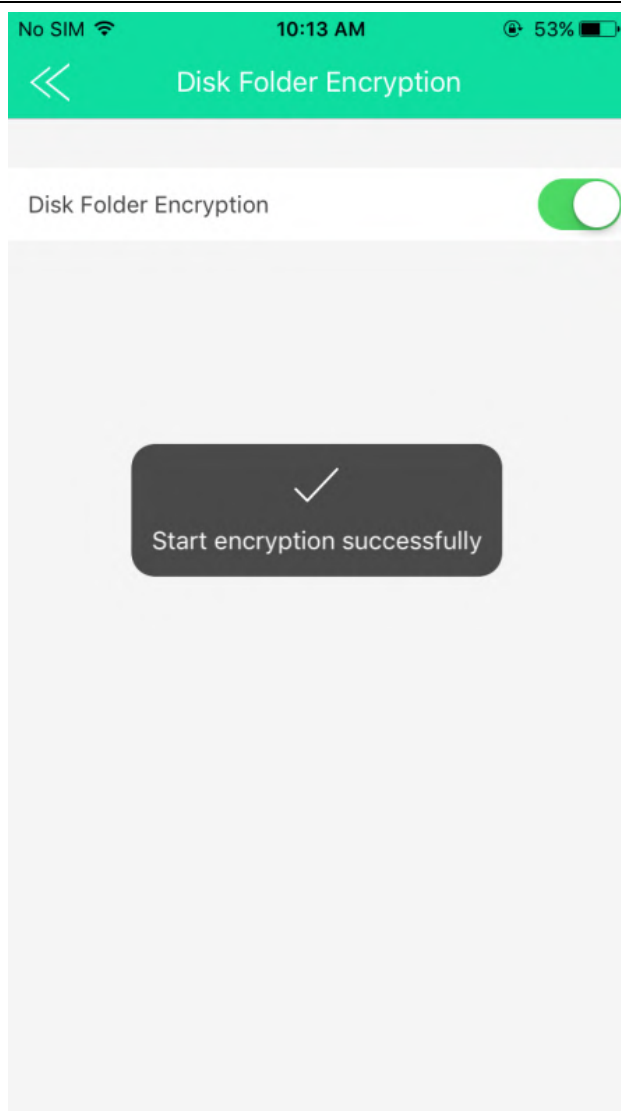 No SIM 10:13 AM 53%
Disk Folder Encryption
Disk Folder Encryption
Start encryption successfully